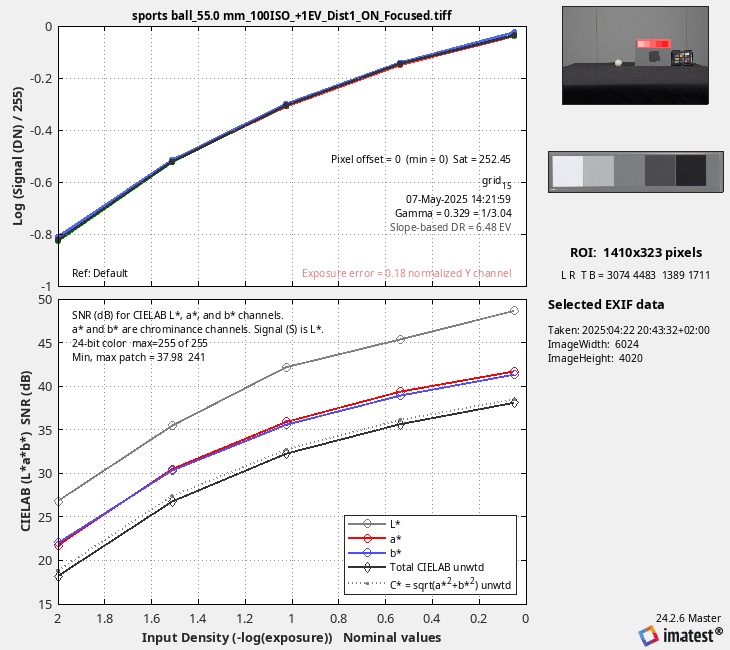 sports ball_55.0 mm_100ISO_+1EV_Dist1_ON_Focused.tiff
Log (Signal (DN) / 255)
0
-0.2
-0.4
-0.6
-0.8
-1
Pixel offset = 0 (min = 0) Sat = 252.45
grid15
07-May-2025 14:21:59
Gamma = 0.329 = 1/3.04
Slope-based DR = 6.48 EV
Ref: Default
Exposure error = 0.18 normalized Y channel
CIELAB (L*a*b*) SNR (dB)
50
45
40
35
30
25
20
15
SNR (dB) for CIELAB L*, a*, and b* channels.
a* and b* are chrominance channels. Signal (S) is L*.
24-bit color max=255 of 255
Min, max patch = 37.98 241
L*
a*
b*
Total CIELAB unwtd
C* = sqrt(a*2+b*2) unwtd
2 1.8 1.6 1.4 1.2 1 0.8 0.6 0.4 0.2 0
Input Density (-log(exposure)) Nominal values
ROI: 1410x323 pixels
L R T B = 3074 4483 1389 1711
Selected EXIF data
Taken: 2025:04:22 20:43:32+02:00
ImageWidth: 6024
ImageHeight: 4020
24.2.6 Master
imatest®